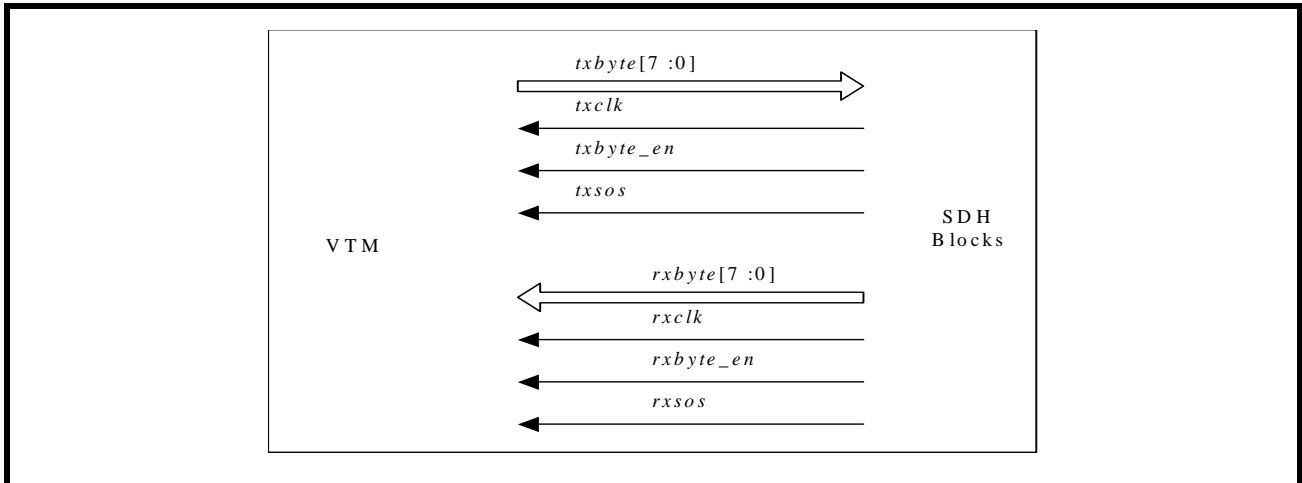 txbyte[7 :0]
txclk
txbyte_en
txsos
SDH
Blocks
VTM
rxbyte[7 :0]
rxclk
rxbyte_en
rxsos